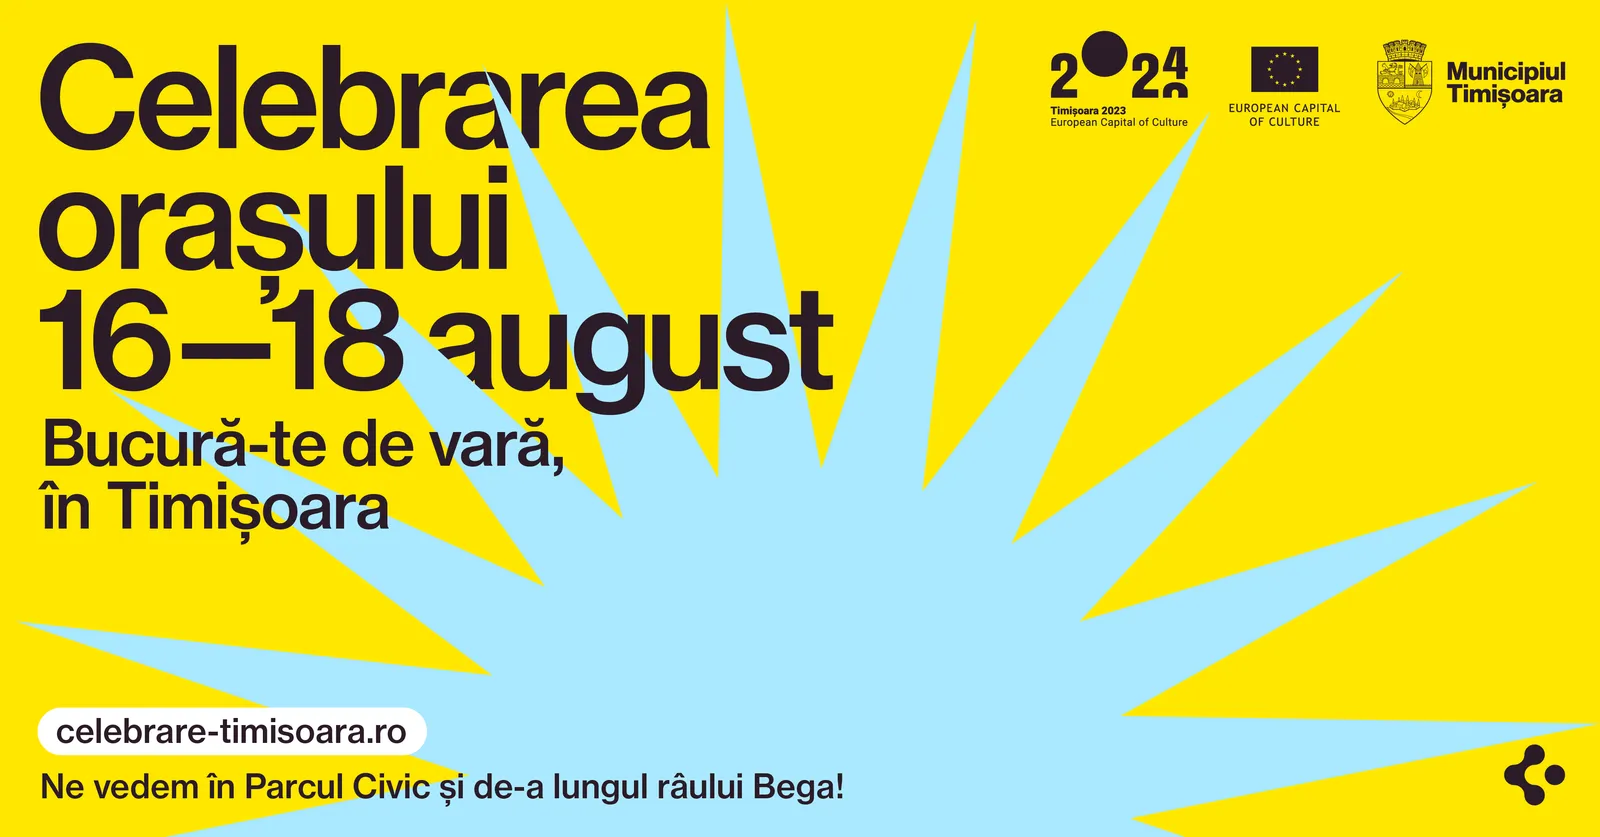 Celebrarea
orașului
16—18 august
Bucură-te de vară,
în Timișoara
2024
Timișoara 2023
European Capital of Culture
EUROPEAN CAPITAL
OF CULTURE
Municipiul
Timișoara
celebrare-timisoara.ro
Ne vedem în Parcul Civic și de-a lungul râului Bega!